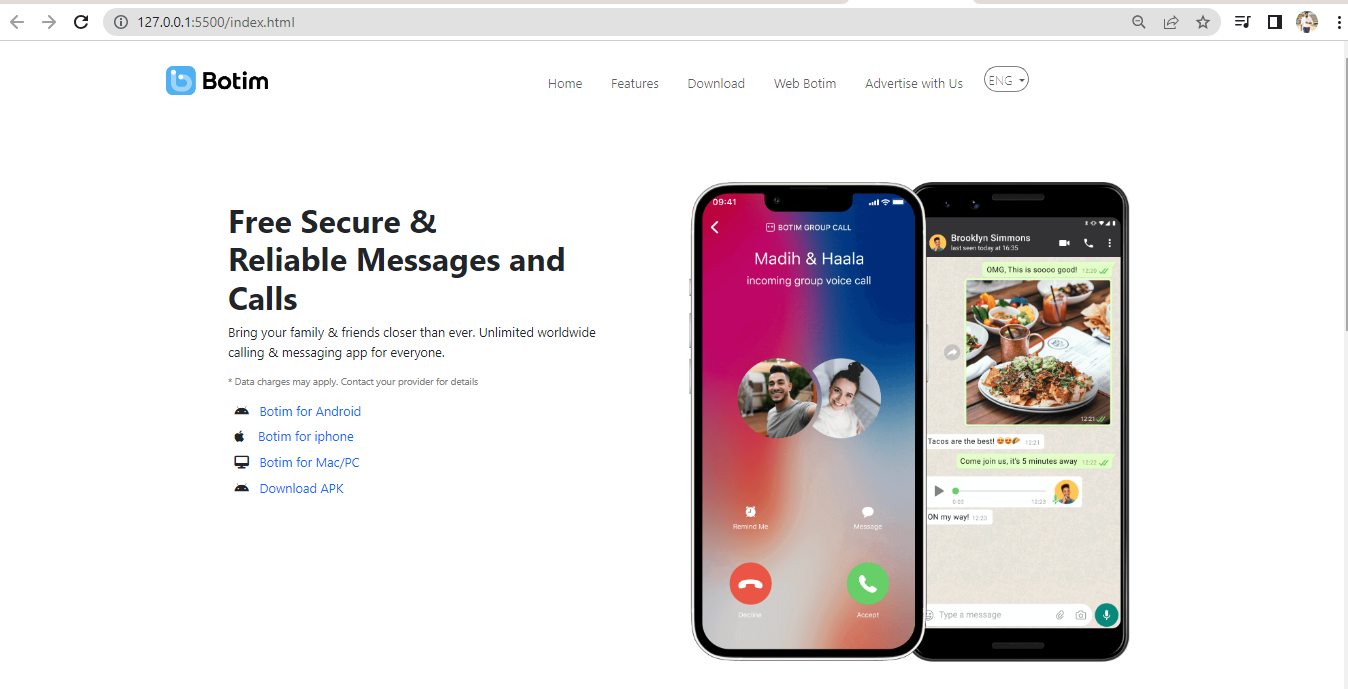 127.0.0.1:5500/index.html
Botim
Home Features Download Web Botim Advertise with Us ENG
Free Secure &
Reliable Messages and
Calls
Bring your family & friends closer than ever. Unlimited worldwide
calling & messaging app for everyone.
* Data charges may apply. Contact your provider for details
Botim for Android
Botim for iphone
Botim for Mac/PC
Download APK
09:41
BOTIM GROUP CALL
Madih & Haala
incoming group voice call
Remind Me Message
Decline Accept
Brooklyn Simmons
last seen today at 16:35
OMG, This is soooo good! 12:20
12:21
Tacos are the best! 😍😍🌮 12:21
Come join us, it's 5 minutes away 12:22
0:03 12:23
ON my way! 12:23
Type a message